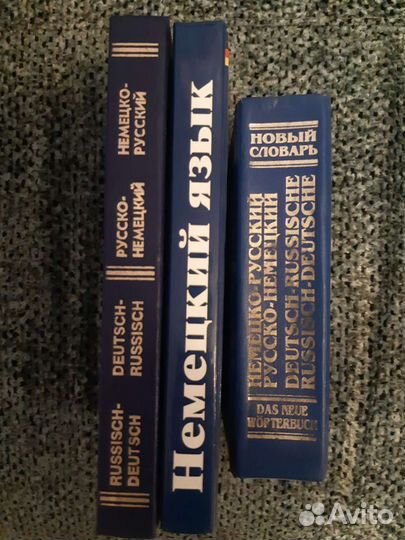 НЕМЕЦКО-
РУССКИЙ
РУССКО-
НЕМЕЦКИЙ
DEUTSCH-
RUSSISCH
RUSSISCH-
DEUTSCH
Немецкий язык
НОВЫЙ
СЛОВАРЬ
НЕМЕЦКО-РУССКИЙ
РУССКО-НЕМЕЦКИЙ
DEUTSCH-RUSSISCHE
RUSSISCH-DEUTSCHE
DAS NEUE
WÖRTERBUCH
Avito